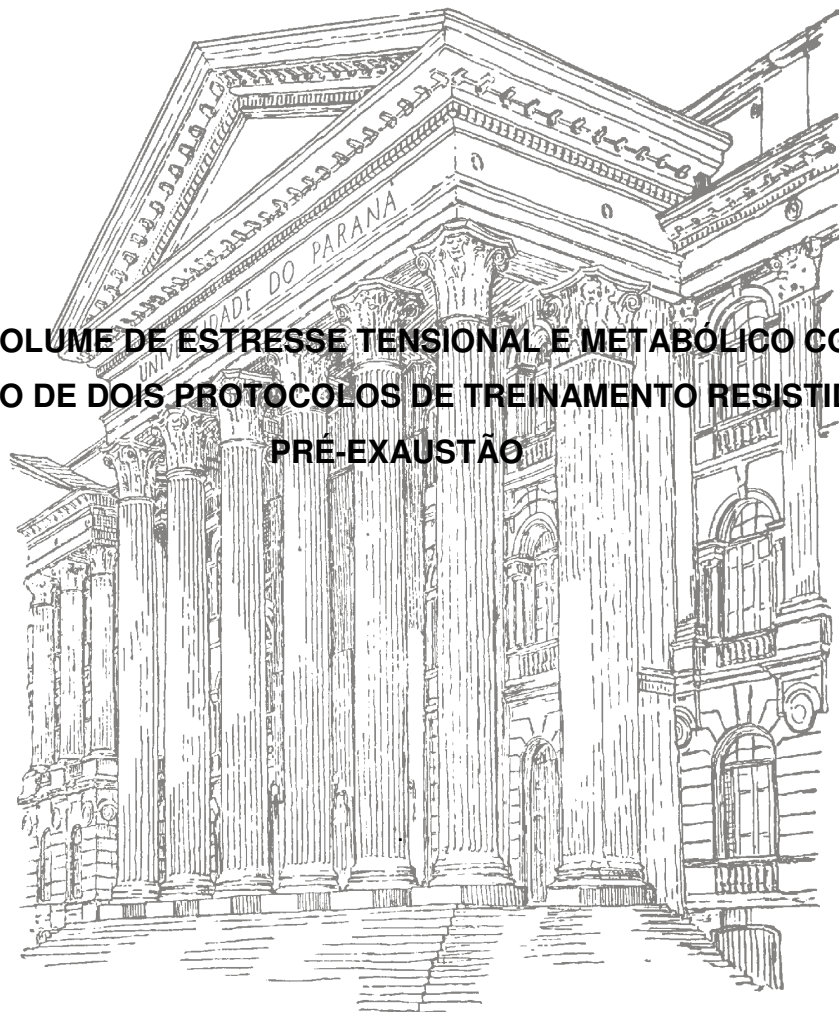 UNIVERSIDADE DO PARANÁ
OLUME DE ESTRESSE TENSIONAL E METABÓLICO CO
O DE DOIS PROTOCOLOS DE TREINAMENTO RESISTI
PRÉ-EXAUSTÃO